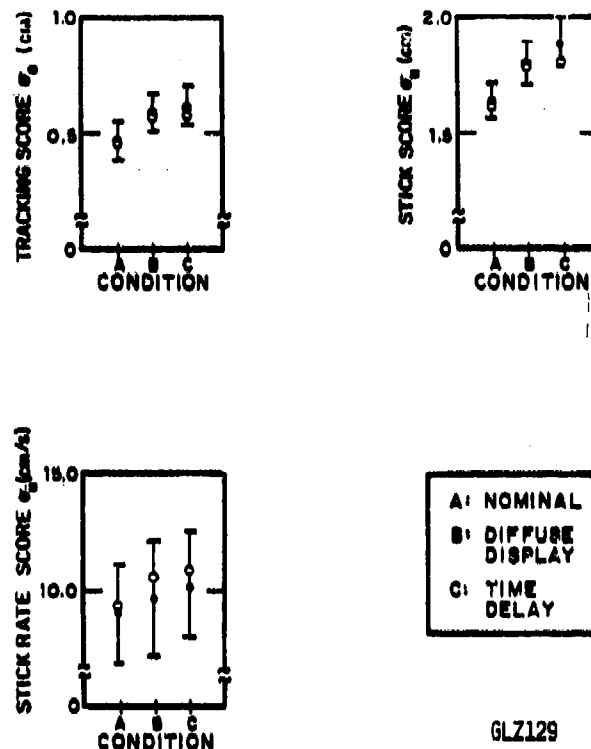 TRACKING SCORE σe (cm)
1.0
0.5
0
A B C
CONDITION
STICK SCORE σs (cm)
2.0
1.5
0
A B C
CONDITION
STICK RATE SCORE (cm/s)
15.0
10.0
0
A B C
CONDITION
A: NOMINAL
B: DIFFUSE
DISPLAY
C: TIME
DELAY
GLZ129